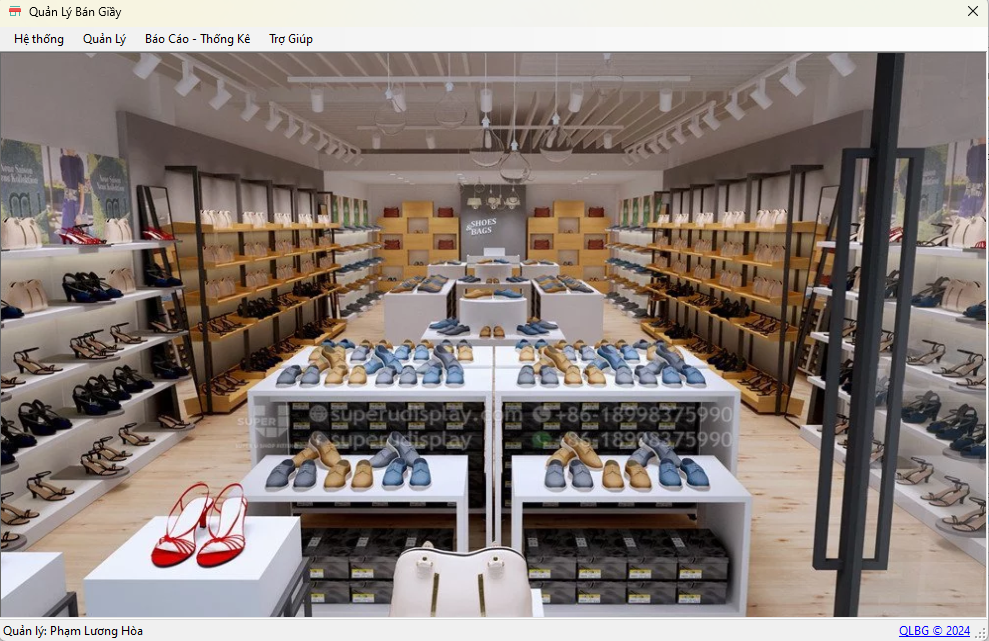 Quản Lý Bán Giầy
Hệ thống Quản Lý Báo Cáo - Thống Kê Trợ Giúp
&SHOES
BAGS
SUPER
superudisplay.com +86-18998375990
superudisplay +86-18998375990
Quản lý: Phạm Lương Hòa QLBG © 2024